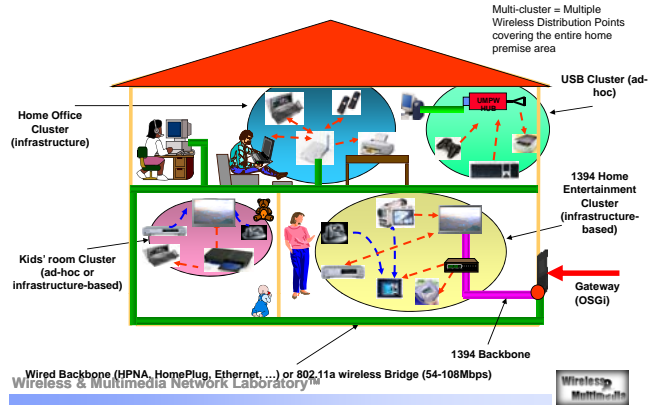 Multi-cluster = Multiple
Wireless Distribution Points
covering the entire home
premise area
USB Cluster (ad-
hoc)
UMPW
HUB
Home Office
Cluster
(infrastructure)
1394 Home
Entertainment
Cluster
(infrastructure-
based)
Kids' room Cluster
(ad-hoc or
infrastructure-based)
Gateway
(OSGi)
1394 Backbone
Wired Backbone (HPNA, HomePlug, Ethernet, …) or 802.11a wireless Bridge (54-108Mbps)
Wireless & Multimedia Network Laboratory™
Wireless
Multimedia